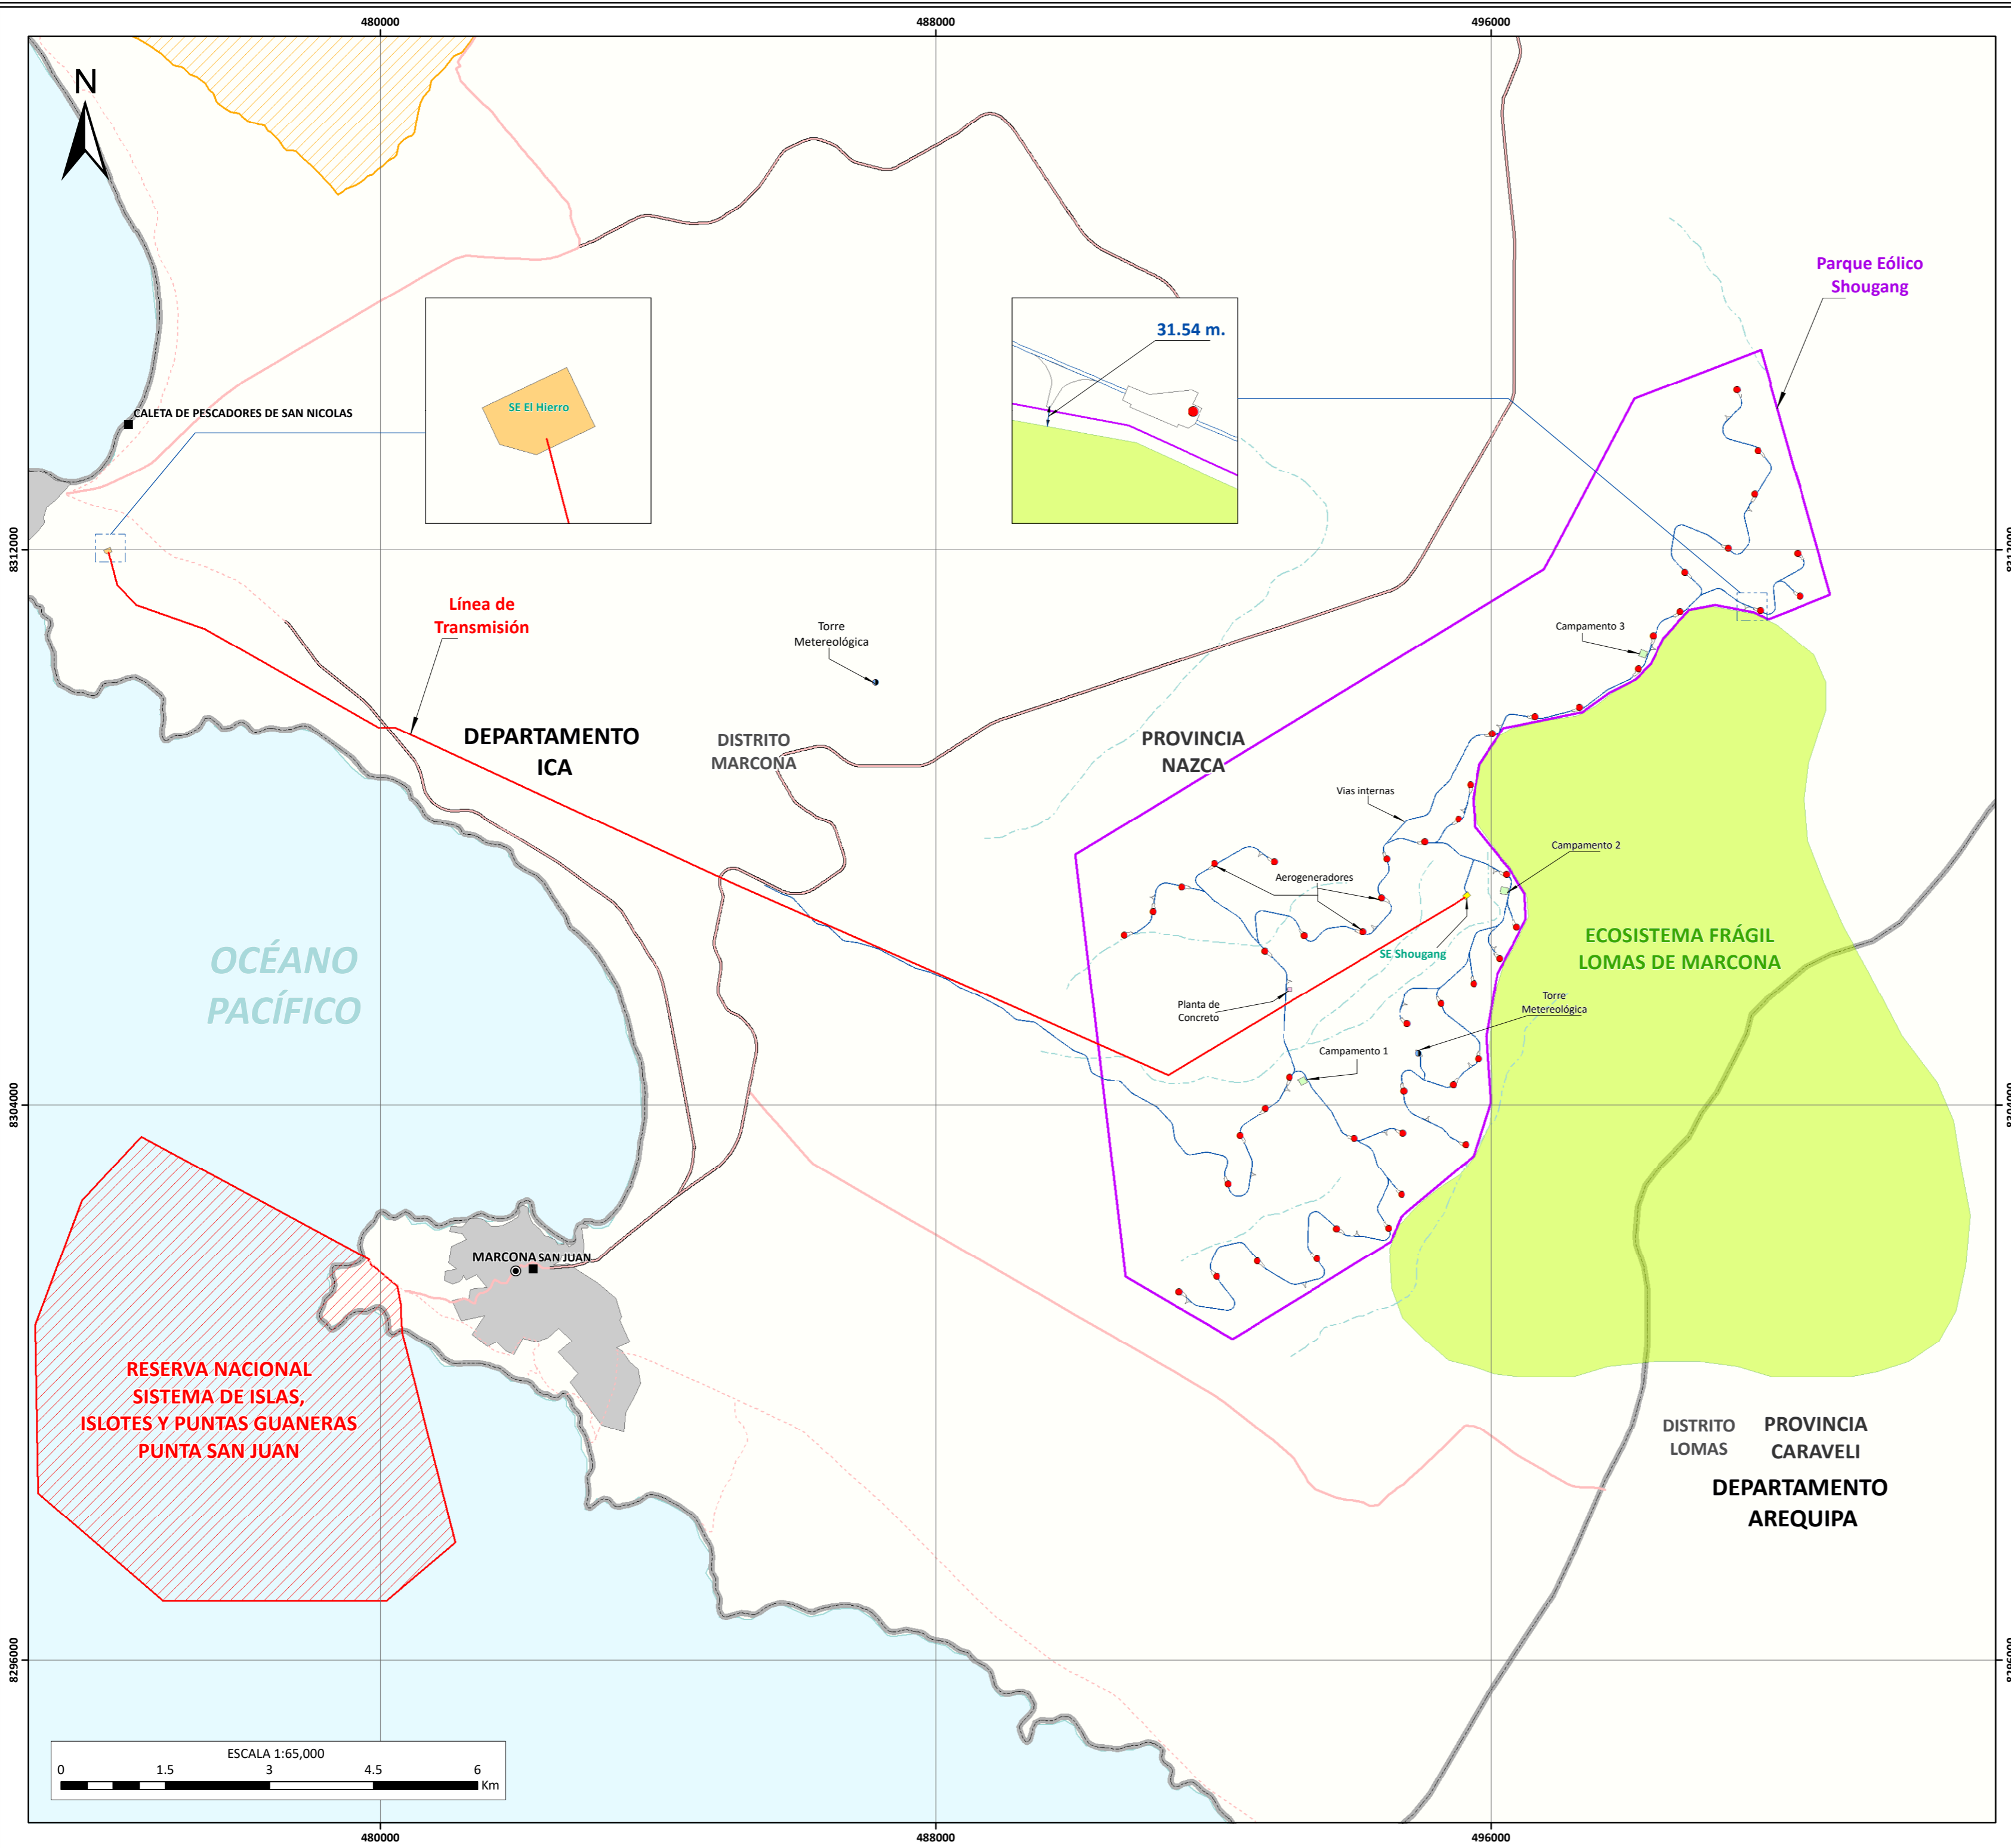 480000
488000
496000
N
Parque Eólico
Shougang
31.54 m.
SE El Hierro
CALETA DE PESCADORES DE SAN NICOLAS
8312000
8312000
Línea de
Transmisión
Torre
Metereológica
Campamento 3
DEPARTAMENTO
ICA
DISTRITO
MARCONA
PROVINCIA
NAZCA
Vias internas
Campamento 2
Aerogeneradores
ECOSISTEMA FRÁGIL
LOMAS DE MARCONA
SE Shougang
OCÉANO
PACÍFICO
Planta de
Concreto
Torre
Metereológica
Campamento 1
8304000
8304000
MARCONA
SAN JUAN
RESERVA NACIONAL
SISTEMA DE ISLAS,
ISLOTES Y PUNTAS GUANERAS
PUNTA SAN JUAN
DISTRITO
LOMAS
PROVINCIA
CARAVELI
DEPARTAMENTO
AREQUIPA
8296000
8296000
ESCALA 1:65,000
0 1.5 3 4.5 6
Km
480000
488000
496000